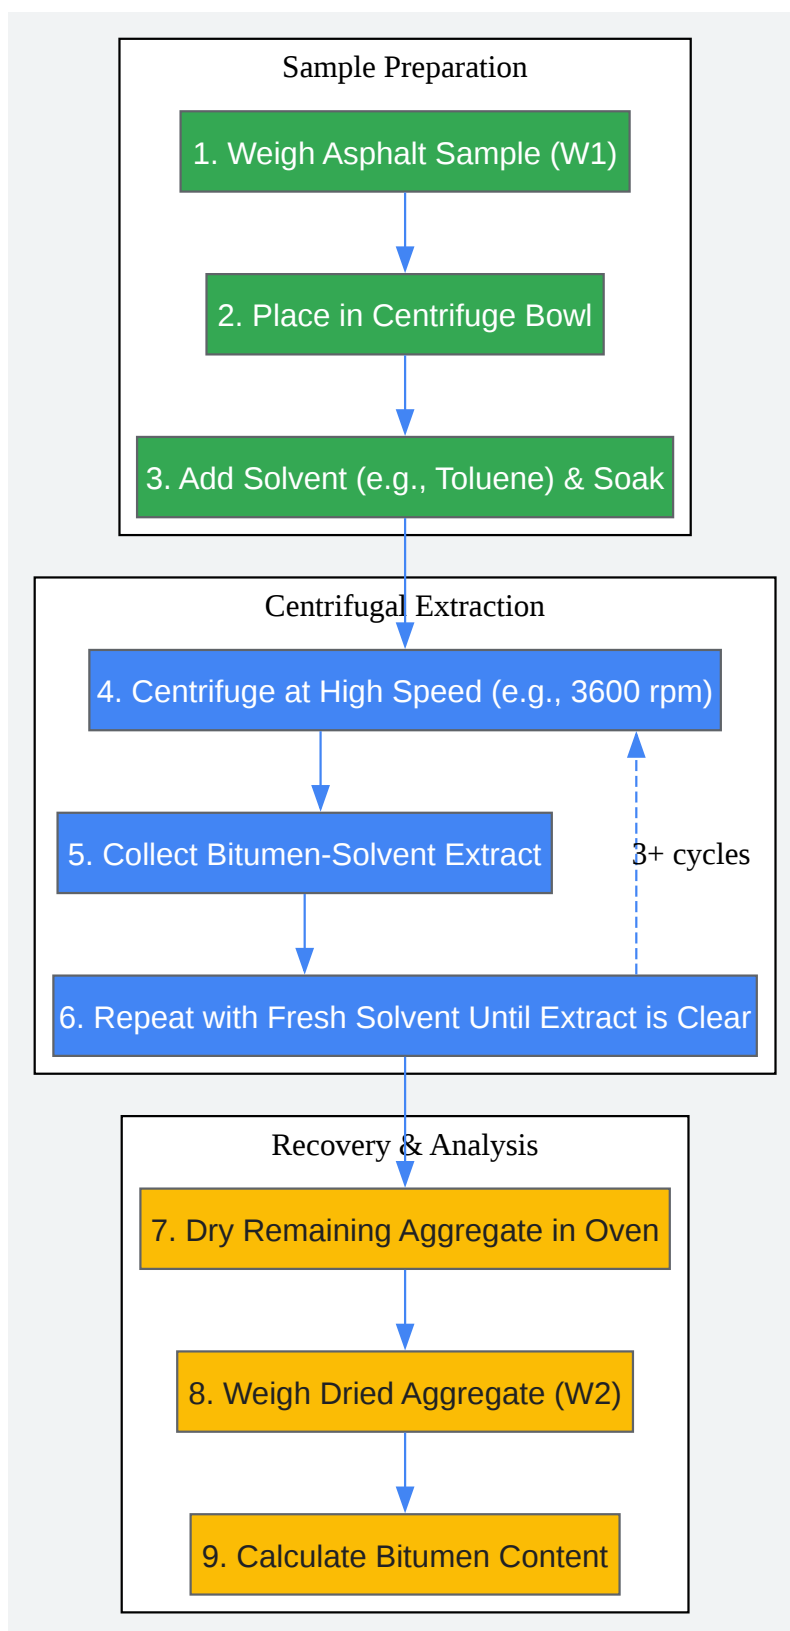 Sample Preparation
1. Weigh Asphalt Sample (W1)
2. Place in Centrifuge Bowl
3. Add Solvent (e.g., Toluene) & Soak
Centrifugal Extraction
4. Centrifuge at High Speed (e.g., 3600 rpm)
5. Collect Bitumen-Solvent Extract
3+ cycles
6. Repeat with Fresh Solvent Until Extract is Clear
Recovery & Analysis
7. Dry Remaining Aggregate in Oven
8. Weigh Dried Aggregate (W2)
9. Calculate Bitumen Content